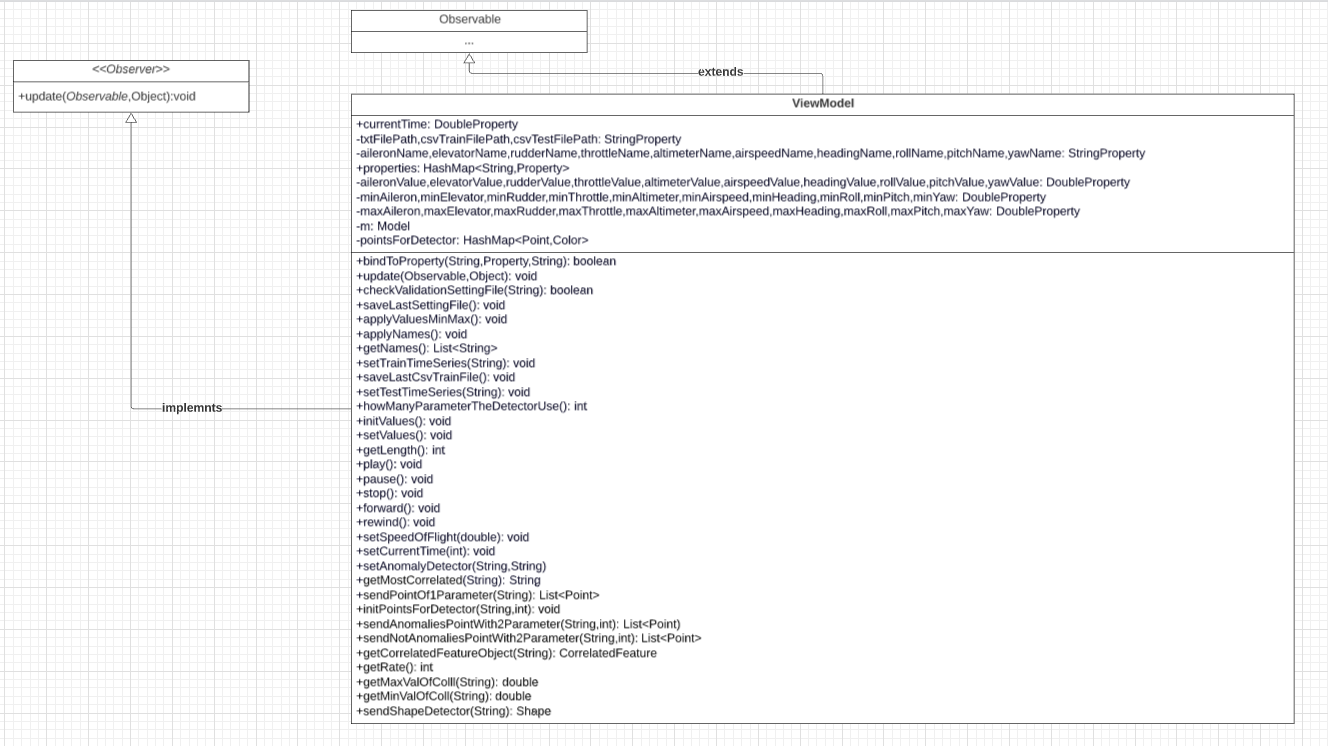 Observable
...
<<Observer>>
+update(Observable,Object):void
extends
ViewModel
+currentTime: DoubleProperty
-txtFilePath,csvTrainFilePath,csvTestFilePath: StringProperty
-aileronName,elevatorName,rudderName,throttleName,altimeterName,airspeedName,headingName,rollName,pitchName,yawName: StringProperty
+properties: HashMap<String,Property>
-aileronValue,elevatorValue,rudderValue,throttleValue,altimeterValue,airspeedValue,headingValue,rollValue,pitchValue,yawValue: DoubleProperty
-minAileron,minElevator,minRudder,minThrottle,minAltimeter,minAirspeed,minHeading,minRoll,minPitch,minYaw: DoubleProperty
-maxAileron,maxElevator,maxRudder,maxThrottle,maxAltimeter,maxAirspeed,maxHeading,maxRoll,maxPitch,maxYaw: DoubleProperty
-m: Model
-pointsForDetector: HashMap<Point,Color>
+bindToProperty(String,Property,String): boolean
+update(Observable,Object): void
+checkValidationSettingFile(String): boolean
+saveLastSettingFile(): void
+applyValuesMinMax(): void
+applyNames(): void
+getNames(): List<String>
+setTrainTimeSeries(String): void
+saveLastCsvTrainFile(): void
+setTestTimeSeries(String): void
+howManyParameterTheDetectorUse(): int
implemnts
+initValues(): void
+setValues(): void
+getLength(): int
+play(): void
+pause(): void
+stop(): void
+forward(): void
+rewind(): void
+setSpeedOfFlight(double): void
+setCurrentTime(int): void
+setAnomalyDetector(String,String)
+getMostCorrelated(String): String
+sendPointOf1Parameter(String): List<Point>
+initPointsForDetector(String,int): void
+sendAnomaliesPointWith2Parameter(String,int): List<Point)
+sendNotAnomaliesPointWith2Parameter(String,int): List<Point>
+getCorrelatedFeatureObject(String): CorrelatedFeature
+getRate(): int
+getMaxValOfColll(String): double
+getMinValOfColl(String): double
+sendShapeDetector(String): Shape